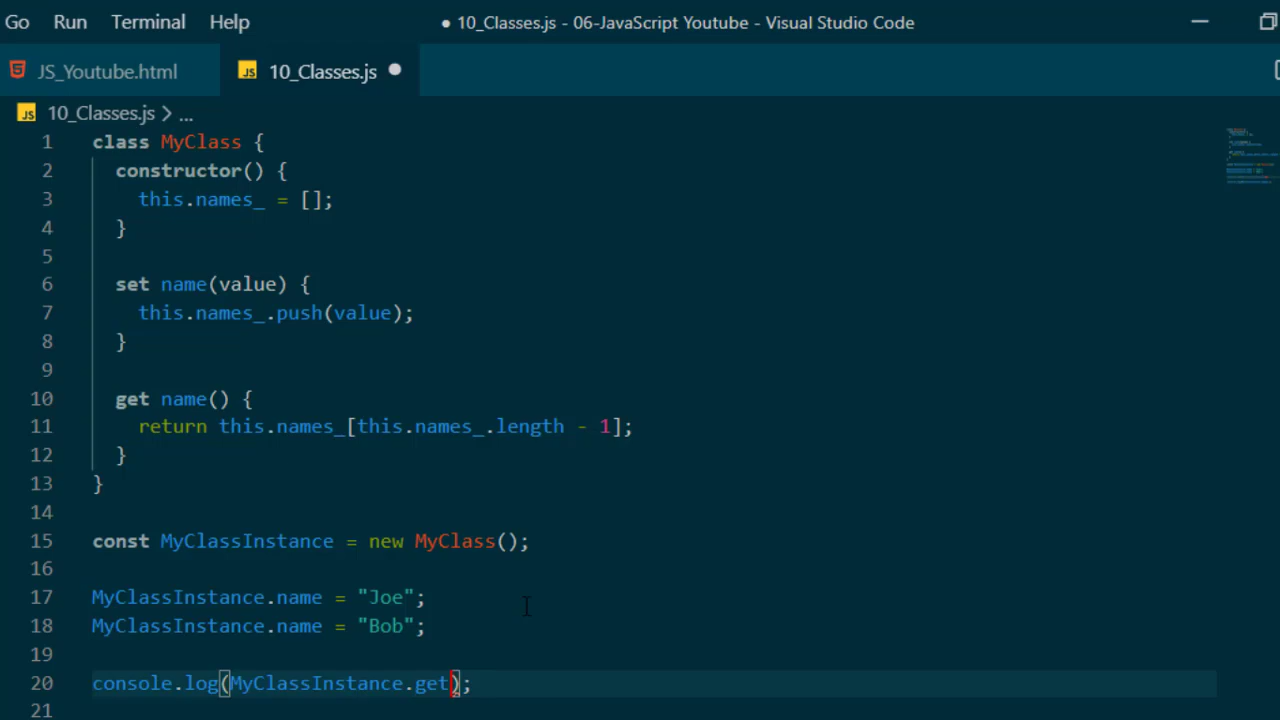 Go Run Terminal Help ● 10_Classes.js - 06-JavaScript Youtube - Visual Studio Code
JS_Youtube.html JS 10_Classes.js
JS 10_Classes.js > ...
1 class MyClass {
2 constructor() {
3 this.names_ = [];
4 }
5
6 set name(value) {
7 this.names_.push(value);
8 }
9
10 get name() {
11 return this.names_[this.names_.length - 1];
12 }
13 }
14
15 const MyClassInstance = new MyClass();
16
17 MyClassInstance.name = "Joe";
18 MyClassInstance.name = "Bob";
19
20 console.log(MyClassInstance.get);
21